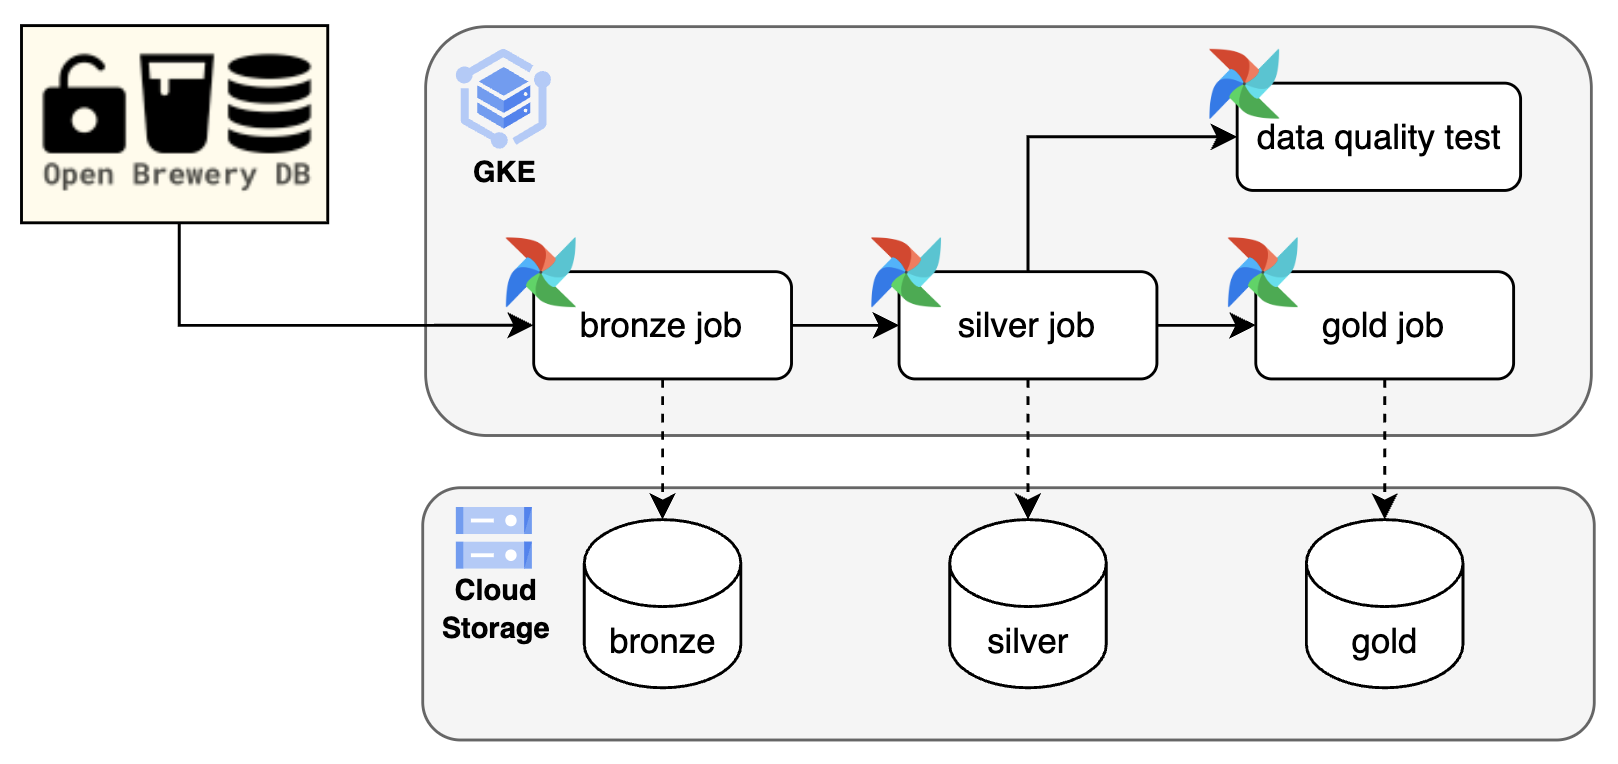 Open Brewery DB
GKE
data quality test
bronze job
silver job
gold job
Cloud
Storage
bronze
silver
gold